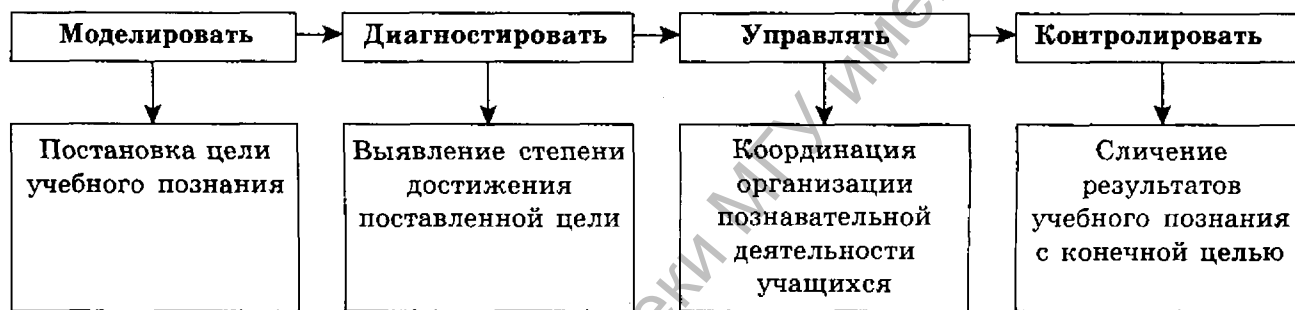 Моделировать
Диагностировать
Управлять
Контролировать
Постановка цели
учебного познания
Выявление степени
достижения
поставленной цели
Координация
организации
познавательной
деятельности
учащихся
Сличение
результатов
учебного познания
с конечной целью
МГУ